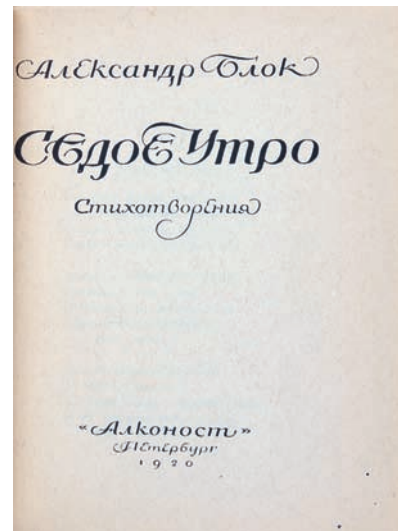 Александр Блок
Седое Утро
Стихотворения
«Алконост»
Петербург
1920